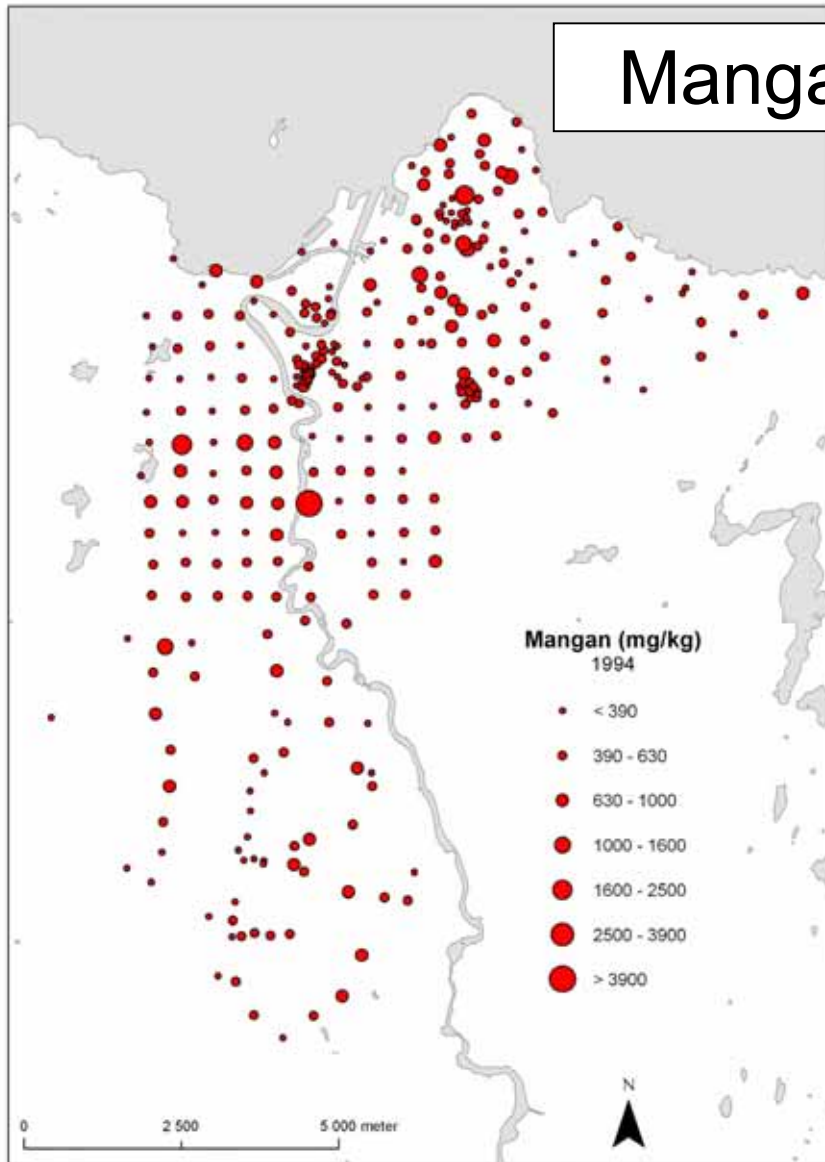 Manga
Mangan (mg/kg)
1994
< 390
390 - 630
630 - 1000
1000 - 1600
1600 - 2500
2500 - 3900
> 3900
N
0 2 500 5 000 meter